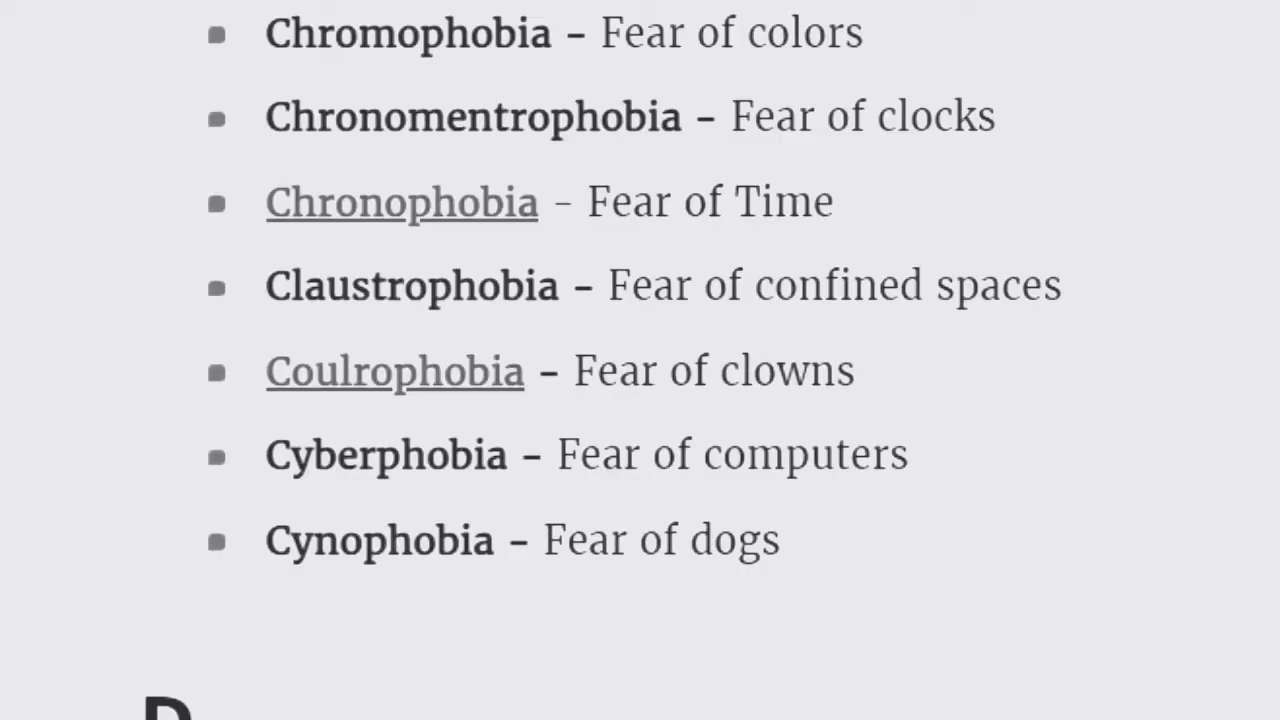 Chromophobia – Fear of colors
Chronomentrophobia – Fear of clocks
Chronophobia – Fear of Time
Claustrophobia – Fear of confined spaces
Coulrophobia – Fear of clowns
Cyberphobia – Fear of computers
Cynophobia – Fear of dogs
D